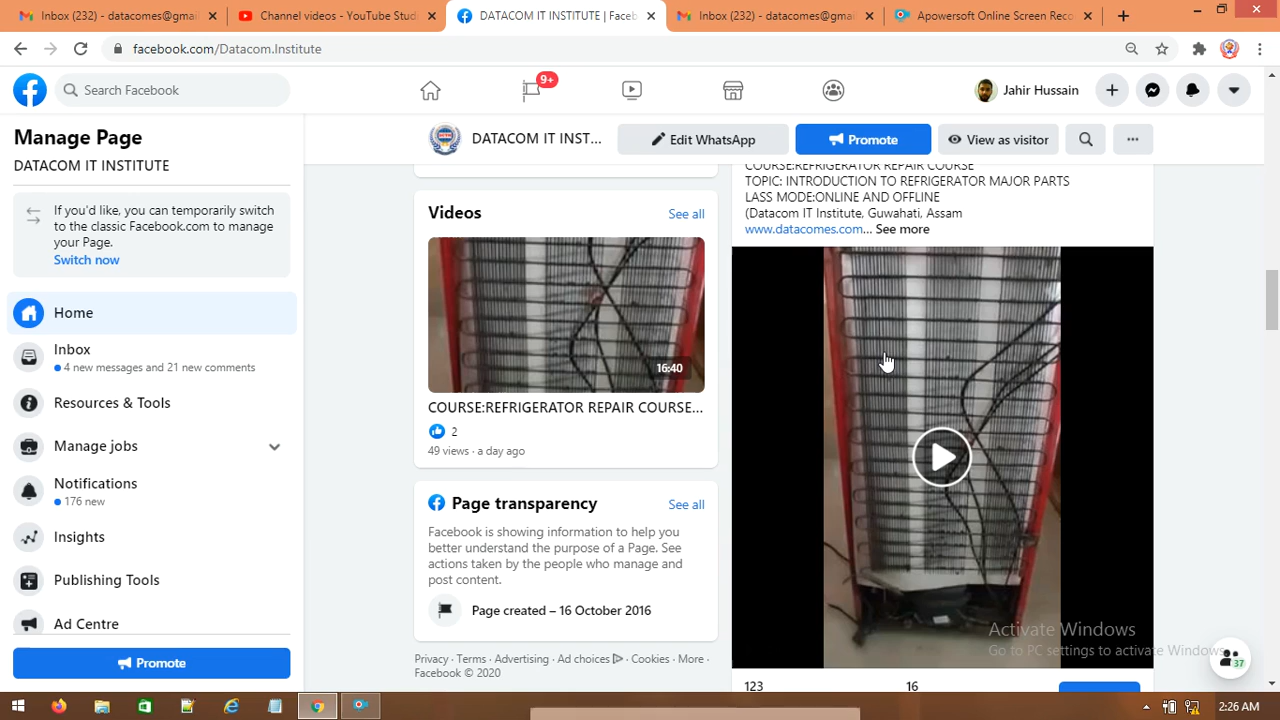 Inbox (232) - datacomes@gmai
Channel videos - YouTube Studi
DATACOM IT INSTITUTE | Faceb
Inbox (232) - datacomes@gmai
Apowersoft Online Screen Reco
facebook.com/Datacom.Institute
Search Facebook
9+
Jahir Hussain
Manage Page
DATACOM IT INSTITUTE
If you'd like, you can temporarily switch
to the classic Facebook.com to manage
your Page.
Switch now
Home
Inbox
4 new messages and 21 new comments
Resources & Tools
Manage jobs
Notifications
176 new
Insights
Publishing Tools
Ad Centre
Promote
DATACOM IT INST...
Edit WhatsApp
Promote
View as visitor
Videos
See all
16:40
COURSE:REFRIGERATOR REPAIR COURSE...
2
49 views · a day ago
Page transparency
See all
Facebook is showing information to help you
better understand the purpose of a Page. See
actions taken by the people who manage and
post content.
Page created – 16 October 2016
Privacy · Terms · Advertising · Ad choices · Cookies · More ·
Facebook © 2020
COURSE:REFRIGERATOR REPAIR COURSE
TOPIC: INTRODUCTION TO REFRIGERATOR MAJOR PARTS
LASS MODE:ONLINE AND OFFLINE
(Datacom IT Institute, Guwahati, Assam
www.datacomes.com... See more
123
16
Activate Windows
Go to PC settings to activate Windows.
37
2:26 AM